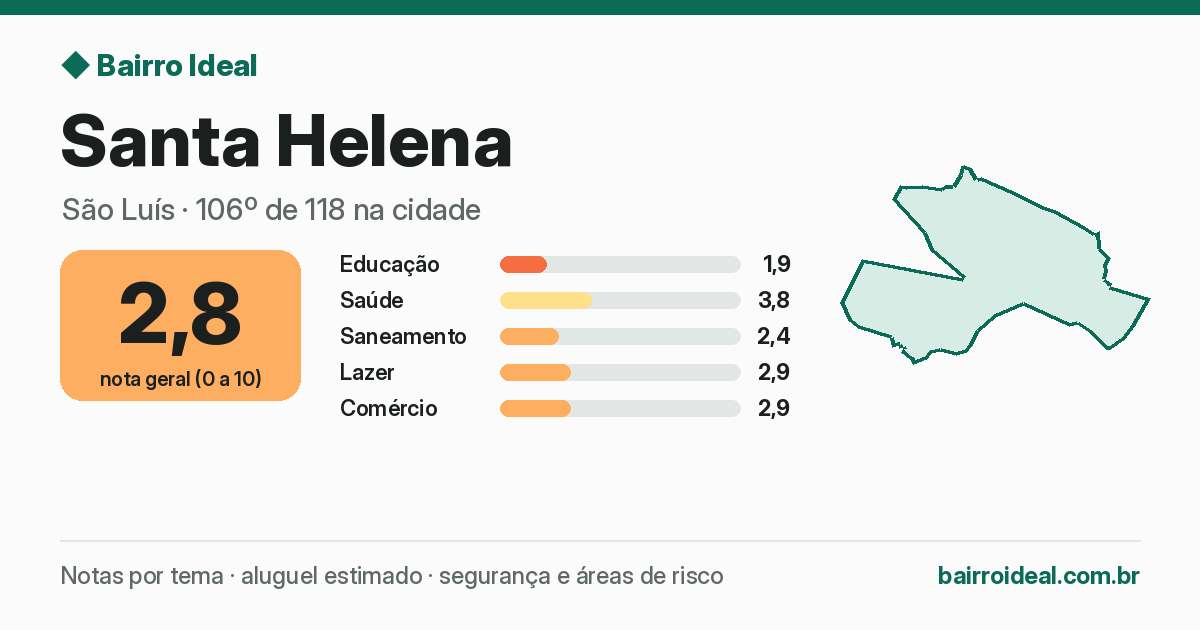 Bairro Ideal
Santa Helena
São Luís · 106º de 118 na cidade
2,8
nota geral (0 a 10)
Educação 1,9
Saúde 3,8
Saneamento 2,4
Lazer 2,9
Comércio 2,9
Notas por tema · aluguel estimado · segurança e áreas de risco
bairroideal.com.br